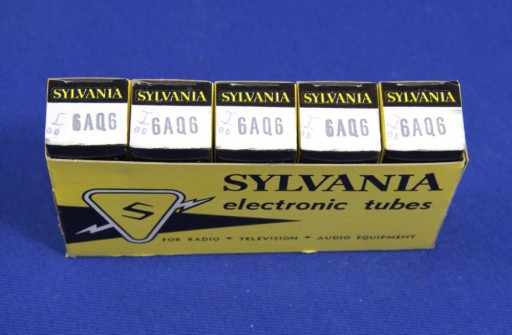 SYLVANIA SYLVANIA SYLVANIA SYLVANIA SYLVANIA
6AQ6 6AQ6 6AQ6 6AQ6 6AQ6
SYLVANIA
S electronic tubes
FOR RADIO • TELEVISION • AUDIO EQUIPMENT